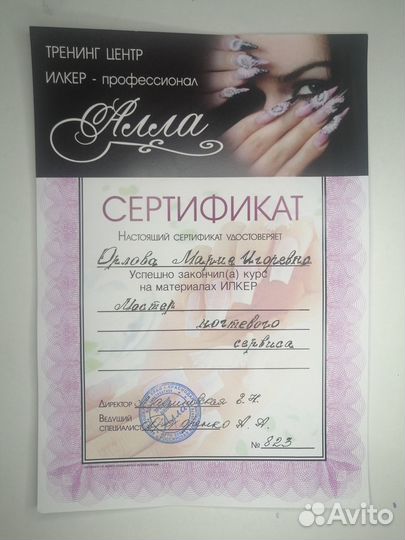 ТРЕНИНГ ЦЕНТР
ИЛКЕР - профессионал
Алла
СЕРТИФИКАТ
Настоящий сертификат удостоверяет
Орлова Мария Игоревна
Успешно закончил(а) курс
на материалах ИЛКЕР
Мастер
ногтевого
сервиса
Директор
Ведущий
специалист А. А.
№ 823
Avito